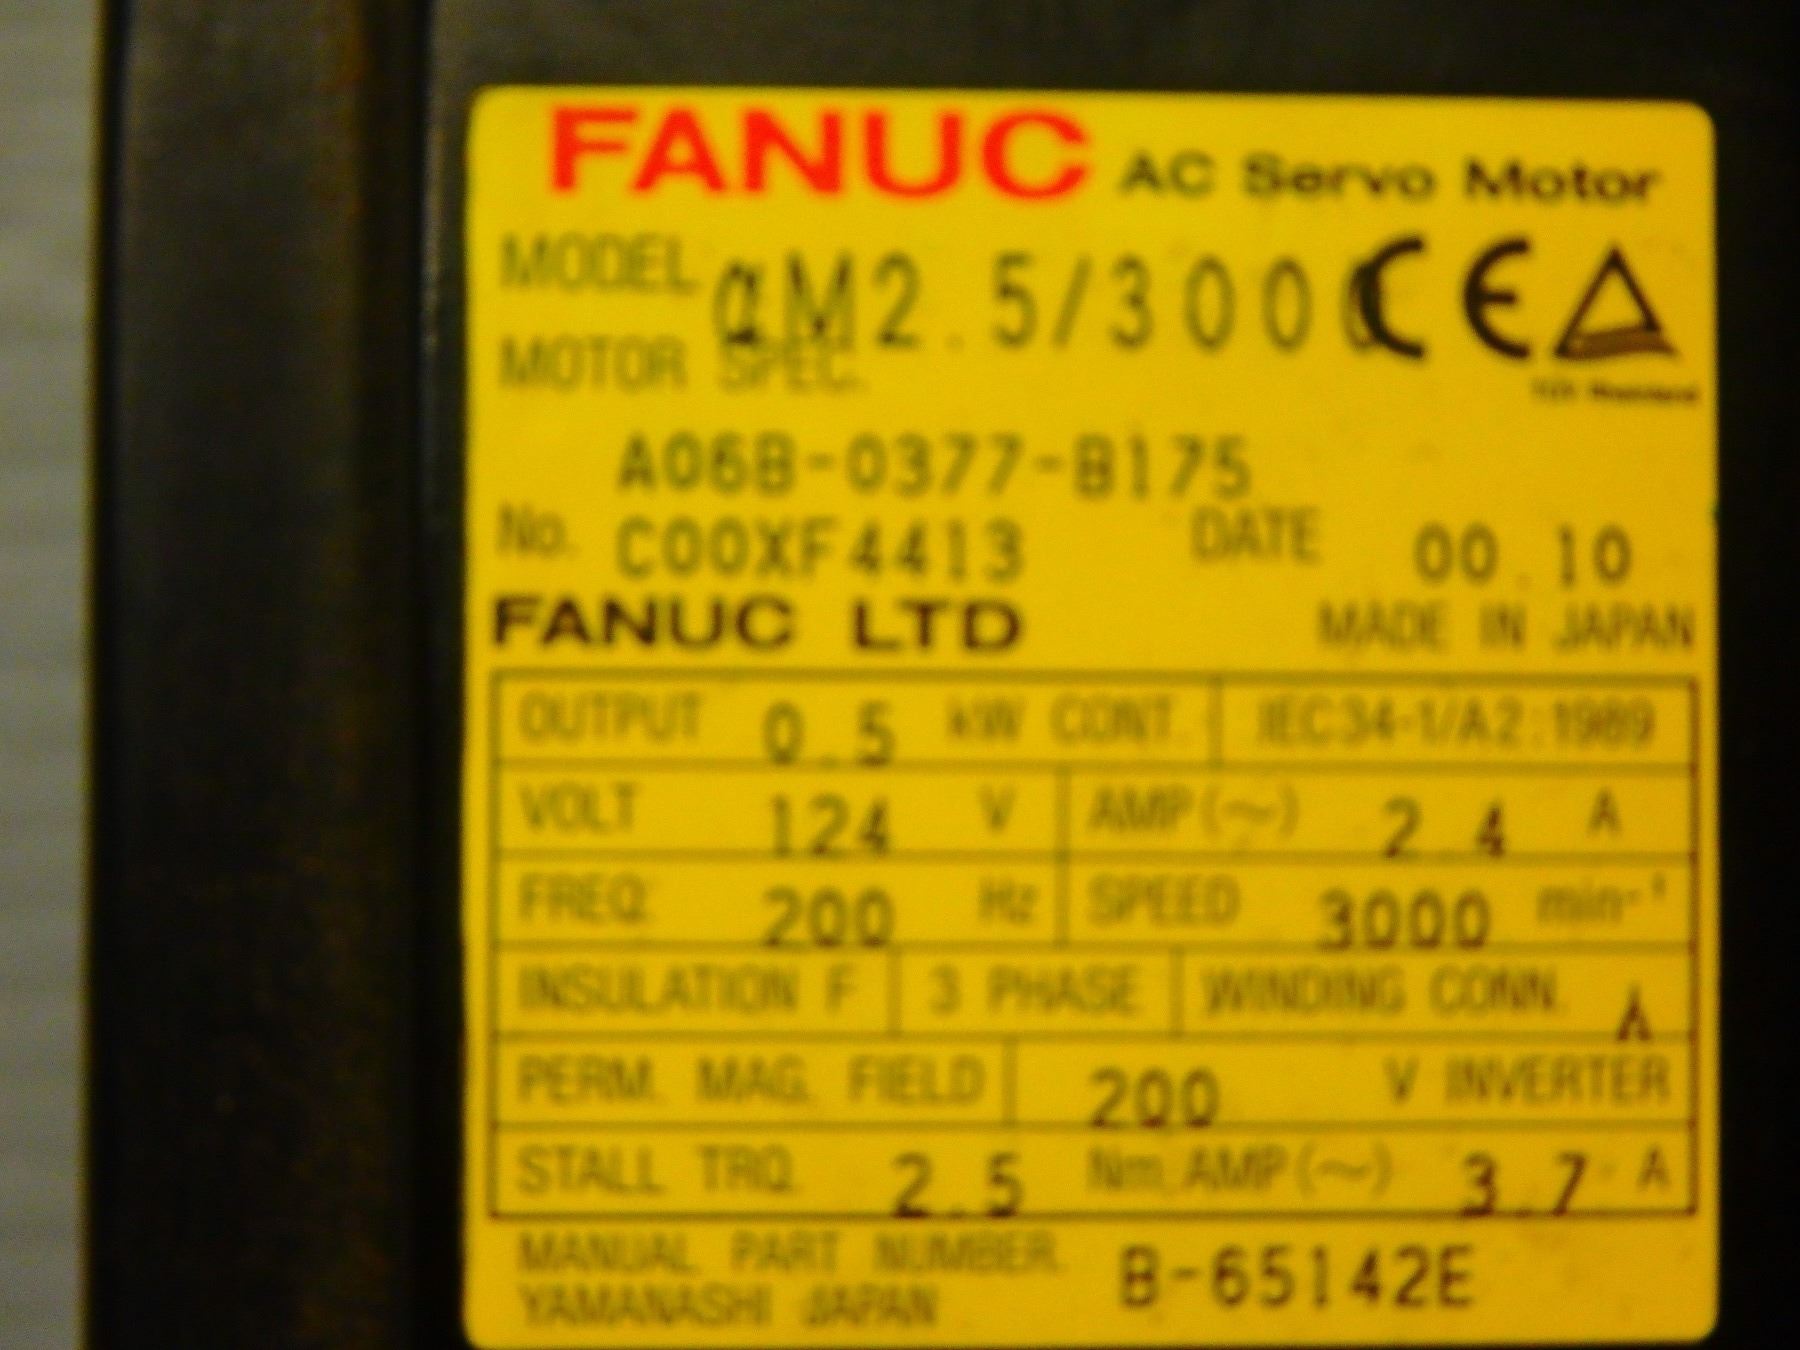 FANUC AC Servo Motor
MODEL αM2.5/3000 CE
MOTOR SPEC.
TÜV Rheinland
A06B-0377-B175
No. C00XF4413 DATE 00.10
FANUC LTD MADE IN JAPAN
OUTPUT 0.5 kW CONT. IEC34-1/A2:1989
VOLT 124 V AMP(~) 2.4 A
FREQ. 200 Hz SPEED 3000 min-¹
INSULATION F 3 PHASE WINDING CONN. ⅄
PERM. MAG. FIELD 200 V INVERTER
STALL TRQ. 2.5 Nm. AMP(~) 3.7 A
MANUAL PART NUMBER. B-65142E
YAMANASHI JAPAN